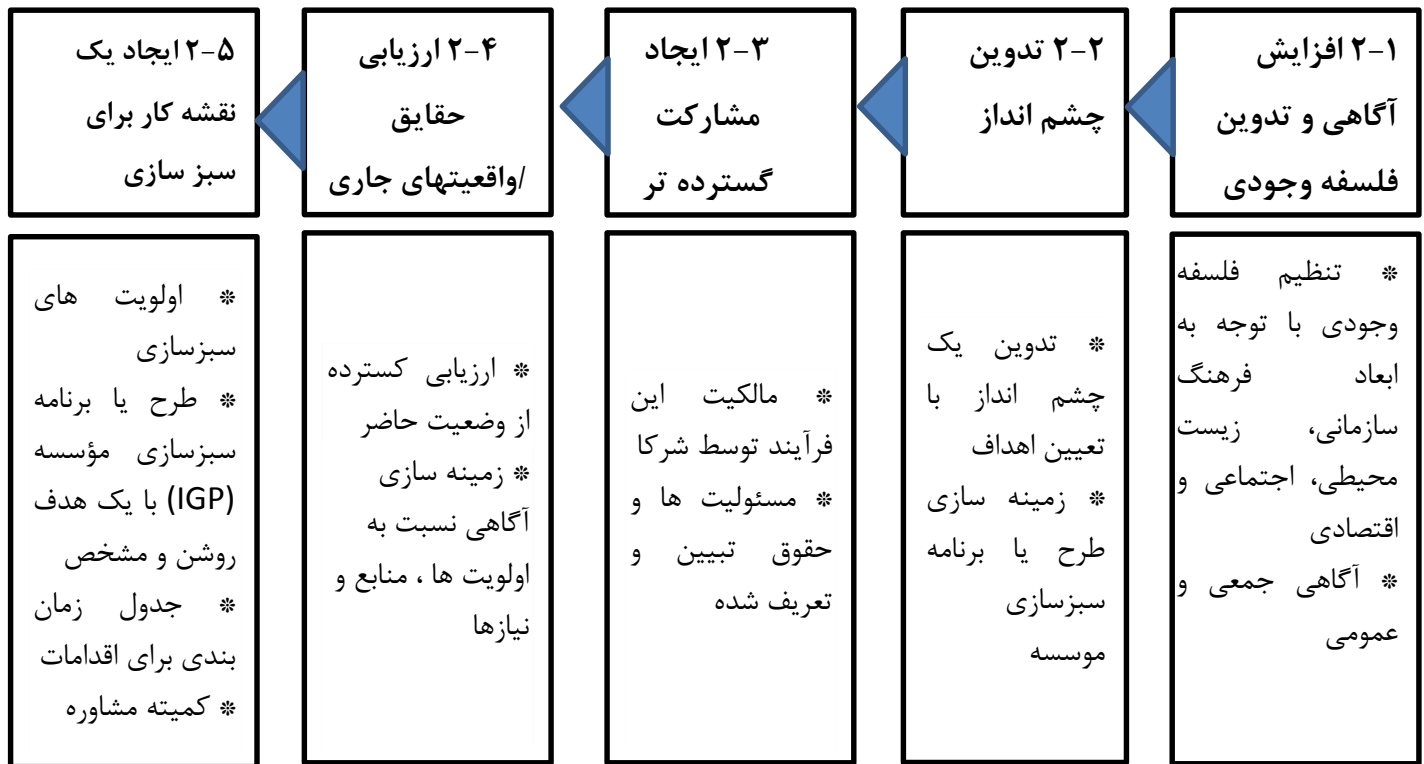 ۲-۱ افزایش
آگاهی و تدوین
فلسفه وجودی
۲-۲ تدوین
چشم انداز
۲-۳ ایجاد
مشارکت
گسترده تر
۲-۴ ارزیابی
حقایق
/واقعیتهای جاری
۲-۵ ایجاد یک
نقشه کار برای
سبز سازی
* تنظیم فلسفه
وجودی با توجه به
ابعاد فرهنگ
سازمانی، زیست
محیطی، اجتماعی و
اقتصادی
* آگاهی جمعی و
عمومی
* تدوین یک
چشم انداز با
تعیین اهداف
* زمینه سازی
طرح یا برنامه
سبزسازی
موسسه
* مالکیت این
فرآیند توسط شرکا
* مسئولیت ها و
حقوق تبیین و
تعریف شده
* ارزیابی کسترده
از وضعیت حاضر
* زمینه سازی
آگاهی نسبت به
اولویت ها ، منابع و
نیازها
* اولویت های
سبزسازی
* طرح یا برنامه
سبزسازی مؤسسه
(IGP) با یک هدف
روشن و مشخص
* جدول زمان
بندی برای اقدامات
* کمیته مشاوره